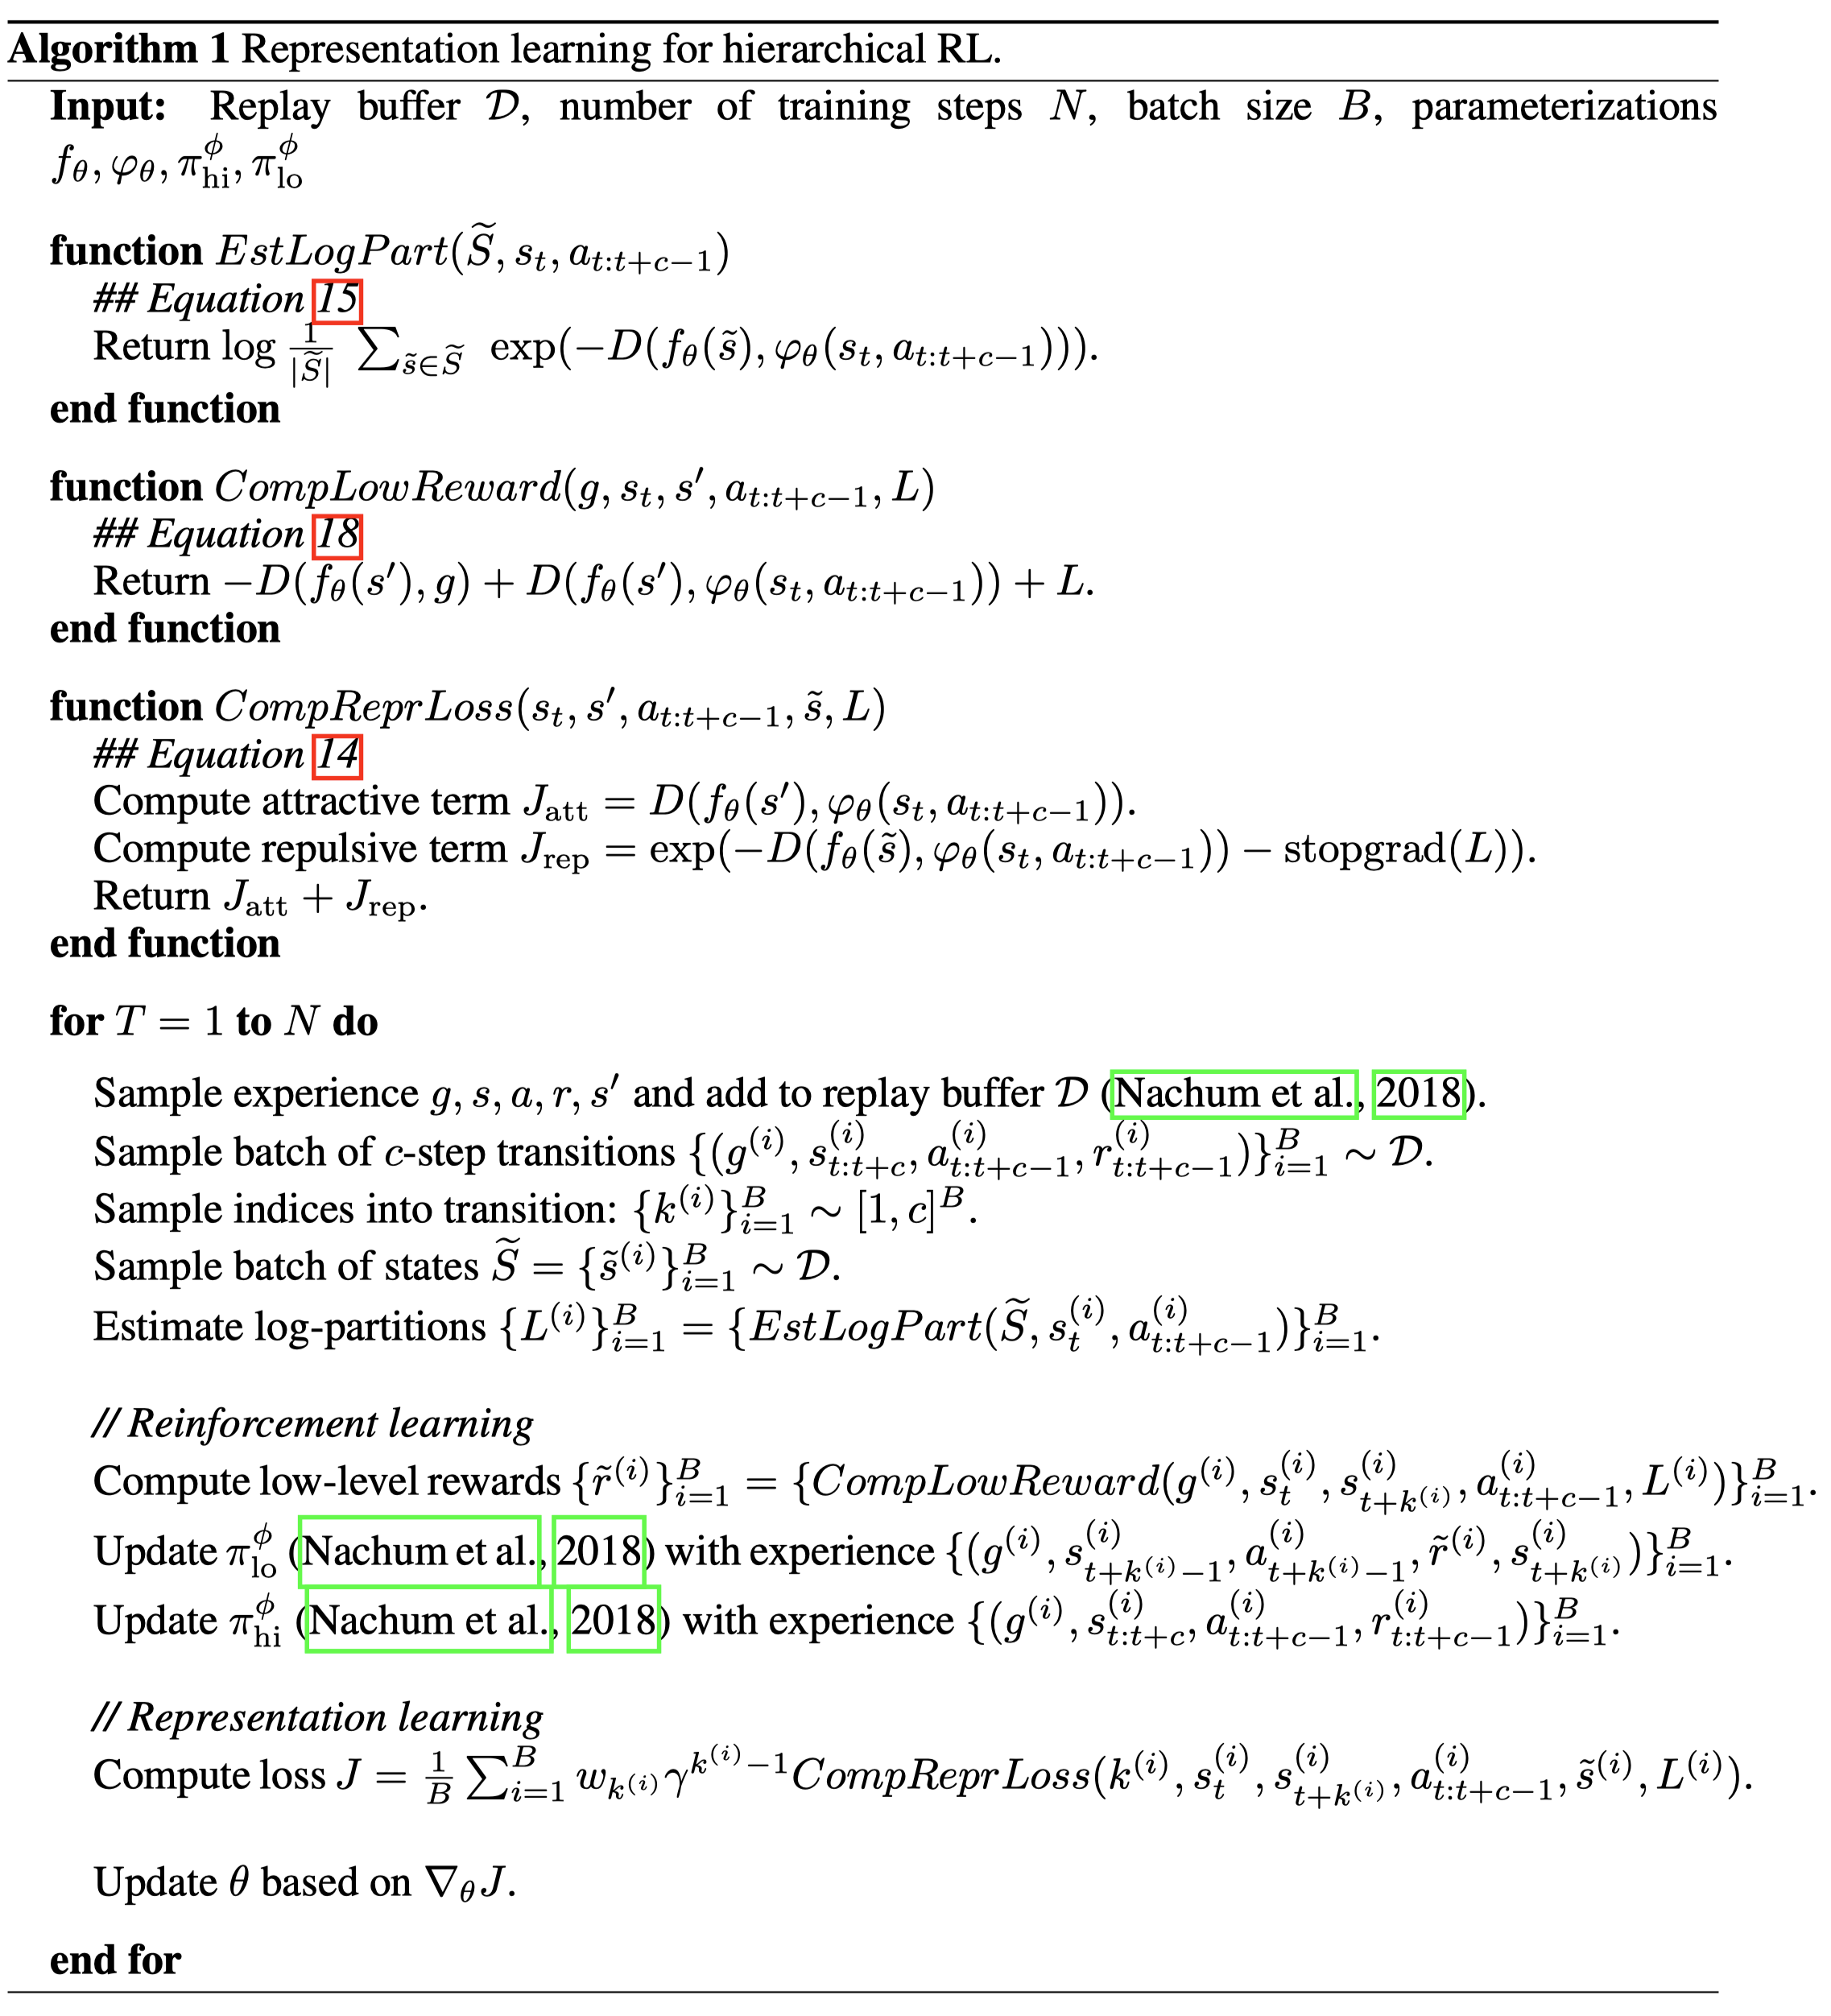 Algorithm 1 Representation learning for hierarchical RL.
Input: Replay buffer $\mathcal{D}$, number of training steps $N$, batch size $B$, parameterizations
$f_\theta, \varphi_\theta, \pi_{\mathrm{hi}}^{\phi}, \pi_{\mathrm{lo}}^{\phi}$
function $EstLogPart(\widetilde{S}, s_t, a_{t:t+c-1})$
## Equation 15
Return $\log \frac{1}{|\widetilde{S}|} \sum_{\tilde{s} \in \widetilde{S}} \exp(-D(f_\theta(\tilde{s}), \varphi_\theta(s_t, a_{t:t+c-1})))$.
end function
function $CompLowReward(g, s_t, s', a_{t:t+c-1}, L)$
## Equation 18
Return $-D(f_\theta(s'), g) + D(f_\theta(s'), \varphi_\theta(s_t, a_{t:t+c-1})) + L$.
end function
function $CompReprLoss(s_t, s', a_{t:t+c-1}, \tilde{s}, L)$
## Equation 14
Compute attractive term $J_{\mathrm{att}} = D(f_\theta(s'), \varphi_\theta(s_t, a_{t:t+c-1}))$.
Compute repulsive term $J_{\mathrm{rep}} = \exp(-D(f_\theta(\tilde{s}), \varphi_\theta(s_t, a_{t:t+c-1})) - \mathrm{stopgrad}(L))$.
Return $J_{\mathrm{att}} + J_{\mathrm{rep}}$.
end function
for $T = 1$ to $N$ do
Sample experience $g, s, a, r, s'$ and add to replay buffer $\mathcal{D}$ (Nachum et al., 2018).
Sample batch of $c$-step transitions $\{(g^{(i)}, s_{t:t+c}^{(i)}, a_{t:t+c-1}^{(i)}, r_{t:t+c-1}^{(i)})\}_{i=1}^{B} \sim \mathcal{D}$.
Sample indices into transition: $\{k^{(i)}\}_{i=1}^{B} \sim [1, c]^B$.
Sample batch of states $\widetilde{S} = \{\tilde{s}^{(i)}\}_{i=1}^{B} \sim \mathcal{D}$.
Estimate log-partitions $\{L^{(i)}\}_{i=1}^{B} = \{EstLogPart(\widetilde{S}, s_t^{(i)}, a_{t:t+c-1}^{(i)})\}_{i=1}^{B}$.
// Reinforcement learning
Compute low-level rewards $\{\tilde{r}^{(i)}\}_{i=1}^{B} = \{CompLowReward(g^{(i)}, s_t^{(i)}, s_{t+k^{(i)}}^{(i)}, a_{t:t+c-1}^{(i)}, L^{(i)})\}_{i=1}^{B}$.
Update $\pi_{\mathrm{lo}}^{\phi}$ (Nachum et al., 2018) with experience $\{(g^{(i)}, s_{t+k^{(i)}-1}^{(i)}, a_{t+k^{(i)}-1}^{(i)}, \tilde{r}^{(i)}, s_{t+k^{(i)}}^{(i)})\}_{i=1}^{B}$.
Update $\pi_{\mathrm{hi}}^{\phi}$ (Nachum et al., 2018) with experience $\{(g^{(i)}, s_{t:t+c}^{(i)}, a_{t:t+c-1}^{(i)}, r_{t:t+c-1}^{(i)})\}_{i=1}^{B}$.
// Representation learning
Compute loss $J = \frac{1}{B} \sum_{i=1}^{B} w_{k^{(i)}} \gamma^{k^{(i)}-1} CompReprLoss(k^{(i)}, s_t^{(i)}, s_{t+k^{(i)}}^{(i)}, a_{t:t+c-1}^{(i)}, \tilde{s}^{(i)}, L^{(i)})$.
Update $\theta$ based on $\nabla_\theta J$.
end for